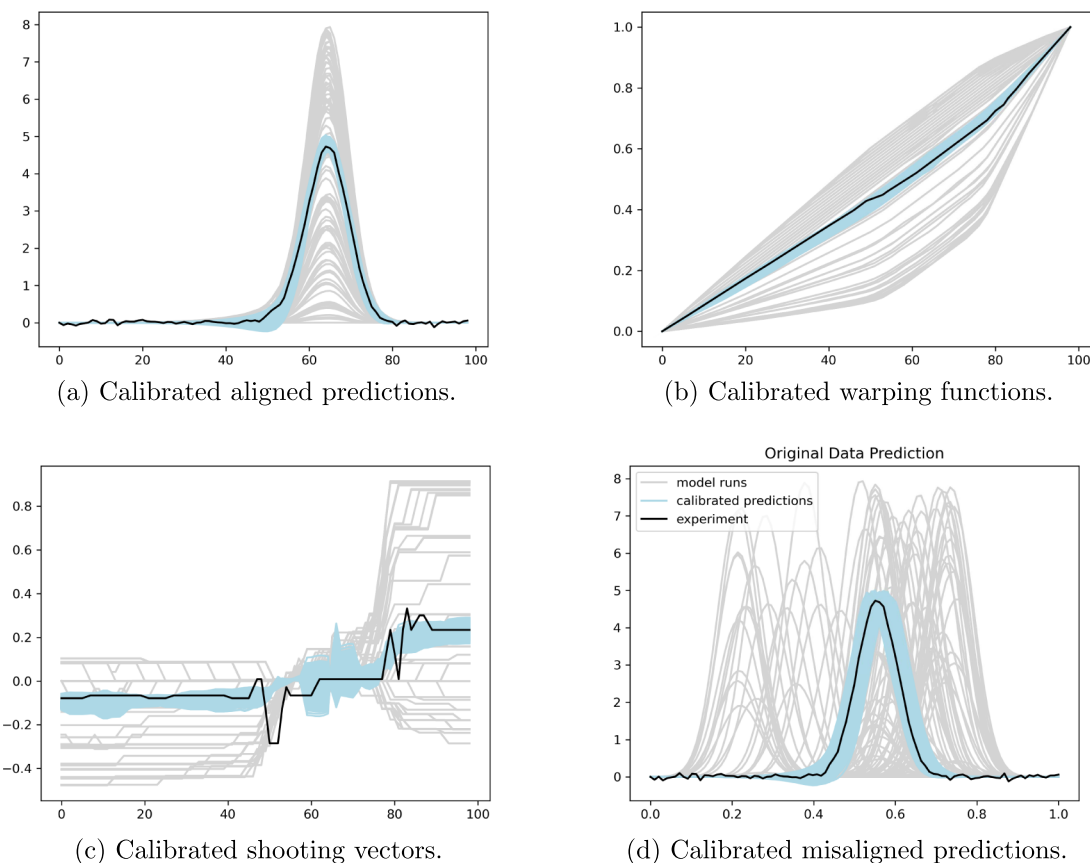 8
7
6
5
4
3
2
1
0
0 20 40 60 80 100
(a) Calibrated aligned predictions.
1.0
0.8
0.6
0.4
0.2
0.0
0 20 40 60 80 100
(b) Calibrated warping functions.
0.8
0.6
0.4
0.2
0.0
−0.2
−0.4
0 20 40 60 80 100
(c) Calibrated shooting vectors.
Original Data Prediction
8
7
6
5
4
3
2
1
0
model runs
calibrated predictions
experiment
0.0 0.2 0.4 0.6 0.8 1.0
(d) Calibrated misaligned predictions.